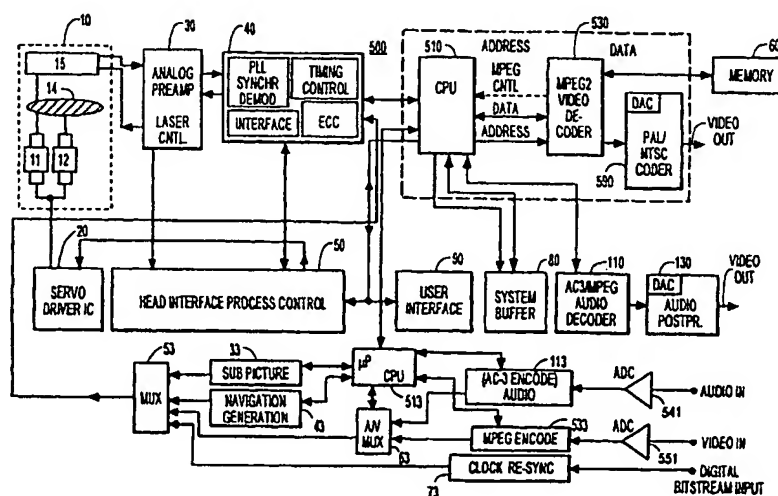 10
15
14
11
12
30
ANALOG
PREAMP
LASER
CNTL.
40
500
PLL
SYNCHR
DEMOD
TIMING
CONTROL
INTERFACE
ECC
510
CPU
ADDRESS
MPEG
CNTL
DATA
ADDRESS
530
MPEG2
VIDEO DE-
CODER
DATA
60
MEMORY
DAC
PAL/
NTSC
CODER
590
VIDEO
OUT
20
SERVO
DRIVER IC
50
HEAD INTERFACE PROCESS CONTROL
90
USER
INTERFACE
80
SYSTEM
BUFFER
110
AC3/MPEG
AUDIO
DECODER
130
DAC
AUDIO
POSTPR.
VIDEO
OUT
53
MUX
33
SUB PICTURE
NAVIGATION
GENERATION
43
μP
CPU
513
A/V
MUX
63
113
(AC-3 ENCODE)
AUDIO
533
MPEG ENCODE
CLOCK RE-SYNC
73
ADC
541
AUDIO IN
ADC
551
VIDEO IN
DIGITAL
BITSTREAM INPUT